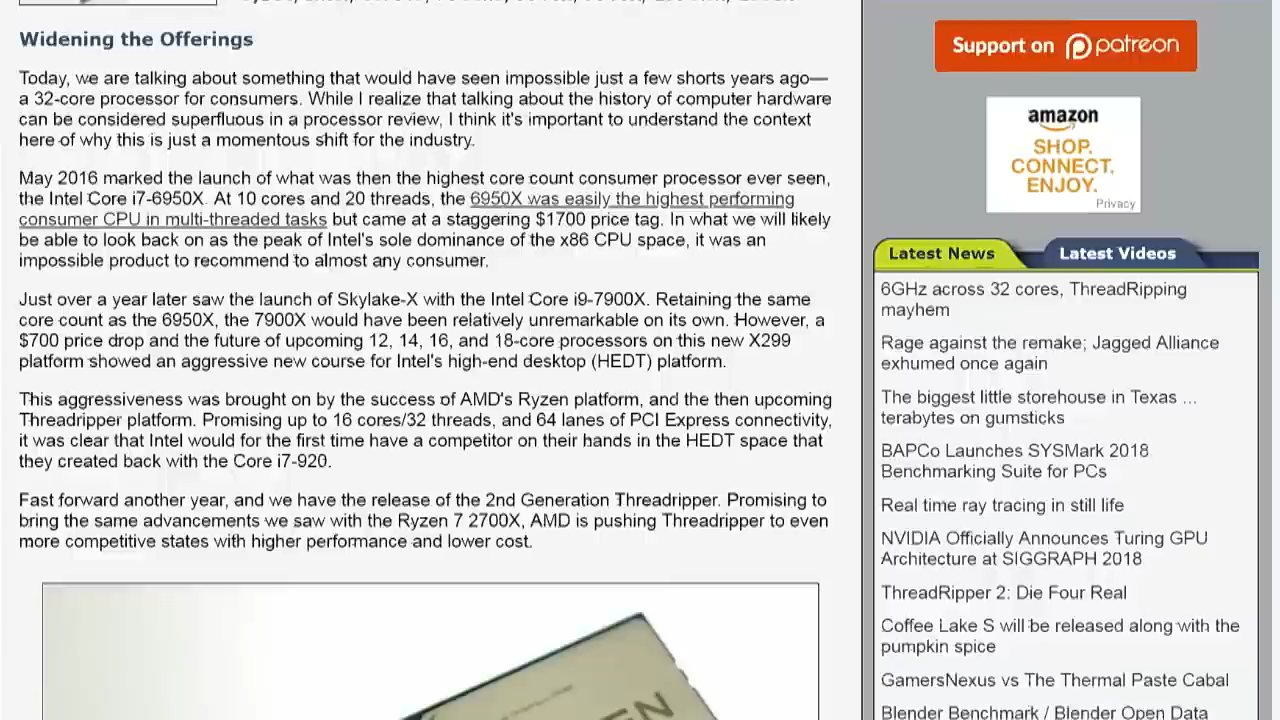 Widening the Offerings
Today, we are talking about something that would have seen impossible just a few shorts years ago—
a 32-core processor for consumers. While I realize that talking about the history of computer hardware
can be considered superfluous in a processor review, I think it's important to understand the context
here of why this is just a momentous shift for the industry.
May 2016 marked the launch of what was then the highest core count consumer processor ever seen,
the Intel Core i7-6950X. At 10 cores and 20 threads, the 6950X was easily the highest performing
consumer CPU in multi-threaded tasks but came at a staggering $1700 price tag. In what we will likely
be able to look back on as the peak of Intel's sole dominance of the x86 CPU space, it was an
impossible product to recommend to almost any consumer.
Just over a year later saw the launch of Skylake-X with the Intel Core i9-7900X. Retaining the same
core count as the 6950X, the 7900X would have been relatively unremarkable on its own. However, a
$700 price drop and the future of upcoming 12, 14, 16, and 18-core processors on this new X299
platform showed an aggressive new course for Intel's high-end desktop (HEDT) platform.
This aggressiveness was brought on by the success of AMD's Ryzen platform, and the then upcoming
Threadripper platform. Promising up to 16 cores/32 threads, and 64 lanes of PCI Express connectivity,
it was clear that Intel would for the first time have a competitor on their hands in the HEDT space that
they created back with the Core i7-920.
Fast forward another year, and we have the release of the 2nd Generation Threadripper. Promising to
bring the same advancements we saw with the Ryzen 7 2700X, AMD is pushing Threadripper to even
more competitive states with higher performance and lower cost.
Support on patreon
amazon
SHOP.
CONNECT.
ENJOY.
Privacy
Latest News
Latest Videos
6GHz across 32 cores, ThreadRipping
mayhem
Rage against the remake; Jagged Alliance
exhumed once again
The biggest little storehouse in Texas ...
terabytes on gumsticks
BAPCo Launches SYSMark 2018
Benchmarking Suite for PCs
Real time ray tracing in still life
NVIDIA Officially Announces Turing GPU
Architecture at SIGGRAPH 2018
ThreadRipper 2: Die Four Real
Coffee Lake S will be released along with the
pumpkin spice
GamersNexus vs The Thermal Paste Cabal
Blender Benchmark / Blender Open Data